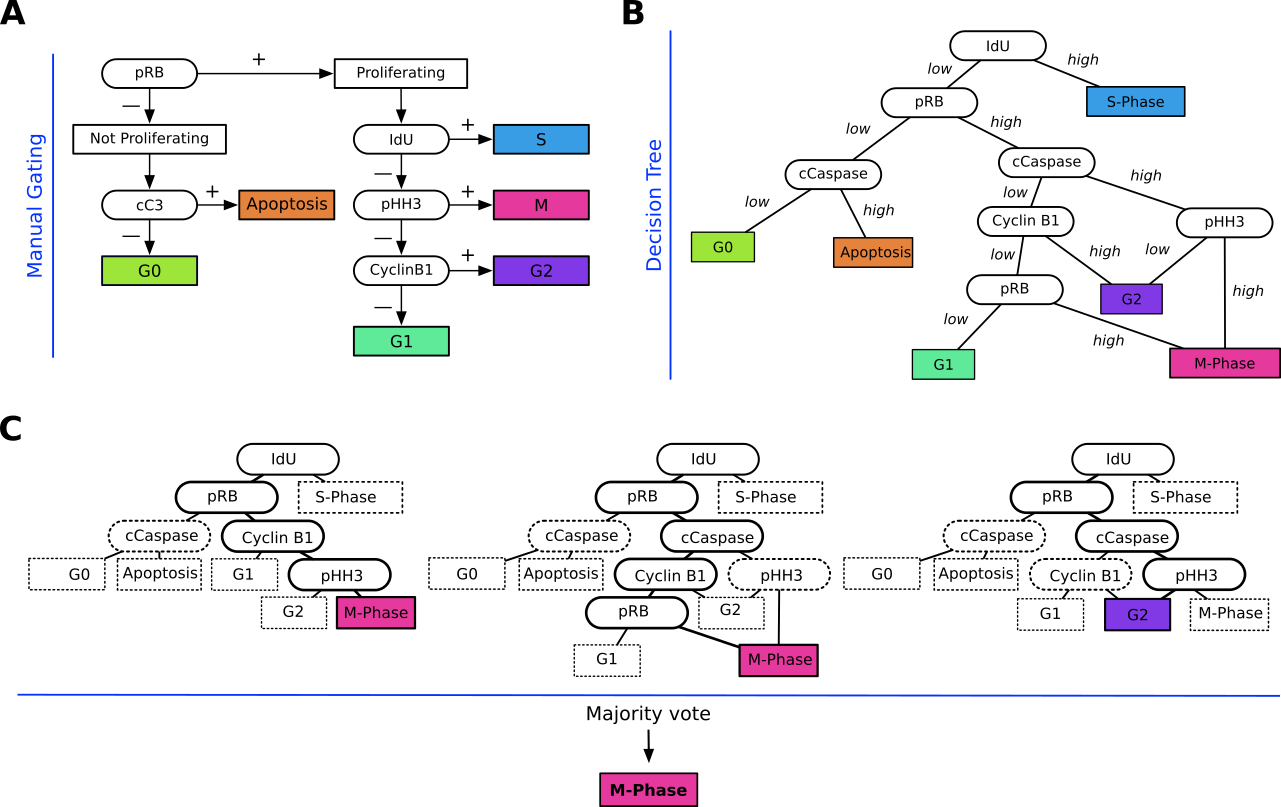 A
Manual Gating
pRB
+
Proliferating
—
Not Proliferating
IdU
+
S
—
cC3
+
Apoptosis
pHH3
+
M
—
—
G0
CyclinB1
+
G2
—
G1
B
Decision Tree
IdU
low
high
pRB
S-Phase
low
high
cCaspase
cCaspase
low
high
low
high
G0
Apoptosis
Cyclin B1
pHH3
low
high
low
high
pRB
G2
low
high
G1
M-Phase
C
IdU
pRB
S-Phase
cCaspase
Cyclin B1
G0
Apoptosis
G1
pHH3
G2
M-Phase
IdU
pRB
S-Phase
cCaspase
cCaspase
G0
Apoptosis
Cyclin B1
pHH3
pRB
G2
G1
M-Phase
IdU
pRB
S-Phase
cCaspase
cCaspase
G0
Apoptosis
Cyclin B1
pHH3
G1
G2
M-Phase
Majority vote
M-Phase